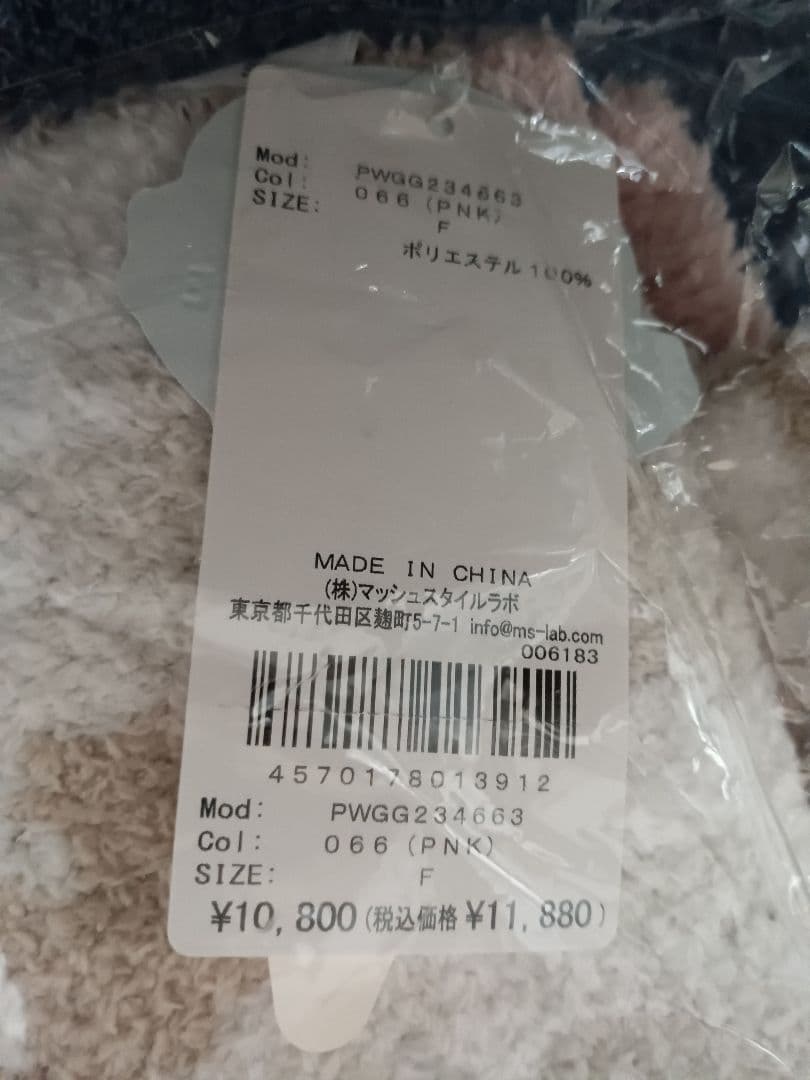 Mod: PWGG234663
Col: 066(PNK)
SIZE: F
ポリエステル 100%
MADE IN CHINA
(株)マッシュスタイルラボ
東京都千代田区麹町5-7-1 info@ms-lab.com
006183
4570178013912
Mod: PWGG234663
Col: 066(PNK)
SIZE: F
¥10,800(税込価格 ¥11,880)